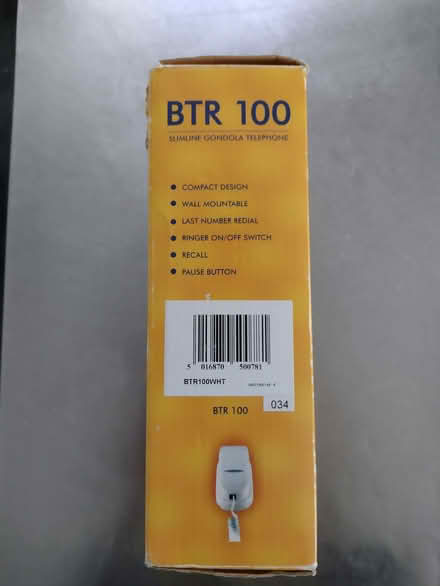 BTR 100
SLIMLINE GONDOLA TELEPHONE
COMPACT DESIGN
WALL MOUNTABLE
LAST NUMBER REDIAL
RINGER ON/OFF SWITCH
RECALL
PAUSE BUTTON
5 016870 500781
BTR100WHT
034
BTR 100